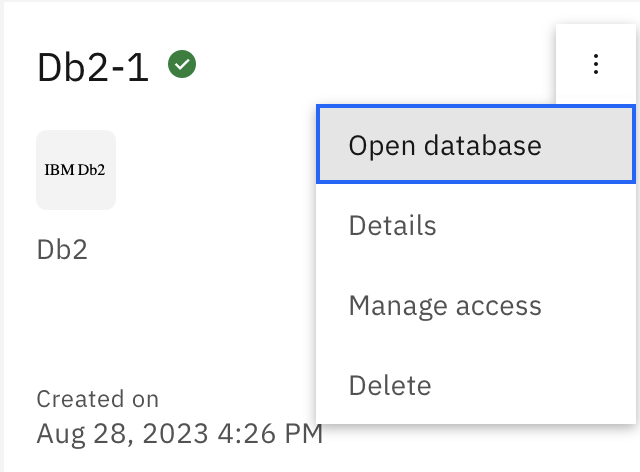 Db2-1
IBM Db2
Db2
Open database
Details
Manage access
Delete
Created on
Aug 28, 2023 4:26 PM